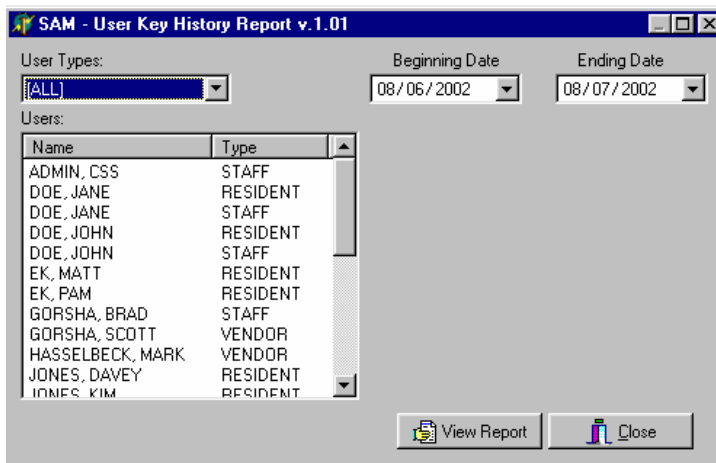 SAM - User Key History Report v.1.01
User Types:
Beginning Date
Ending Date
[ALL]
08/06/2002
08/07/2002
Users:
Name Type
ADMIN, CSS STAFF
DOE, JANE RESIDENT
DOE, JANE STAFF
DOE, JOHN RESIDENT
DOE, JOHN STAFF
EK, MATT RESIDENT
EK, PAM RESIDENT
GORSHA, BRAD STAFF
GORSHA, SCOTT VENDOR
HASSELBECK, MARK VENDOR
JONES, DAVEY RESIDENT
JONES, KIM RESIDENT
View Report
Close